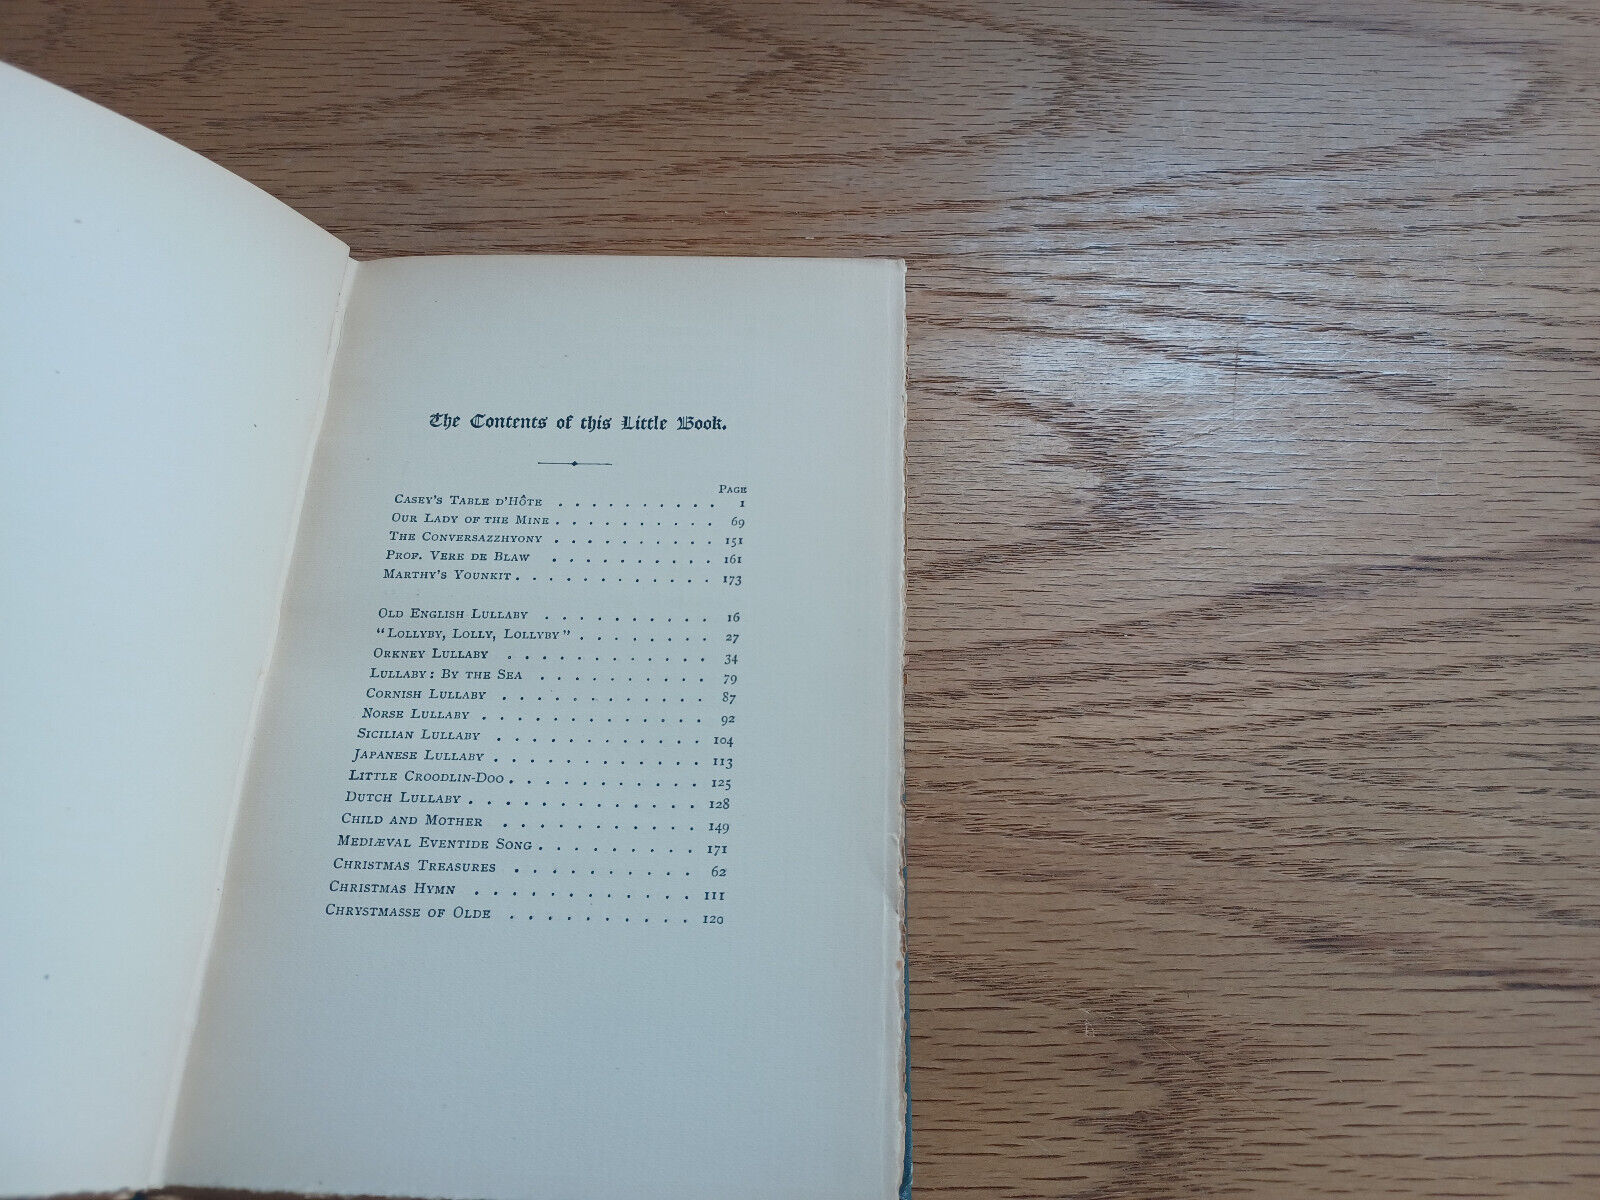 The Contents of this Little Book.
Page
Casey's Table d'Hôte . . . . . . . . . . 1
Our Lady of the Mine . . . . . . . . . . 69
The Conversazzhyony . . . . . . . . . . 151
Prof. Vere de Blaw . . . . . . . . . . 161
Marthy's Younkit . . . . . . . . . . . 173
Old English Lullaby . . . . . . . . . . 16
"Lollyby, Lolly, Lollyby" . . . . . . . . 27
Orkney Lullaby . . . . . . . . . . . . 34
Lullaby: By the Sea . . . . . . . . . . 79
Cornish Lullaby . . . . . . . . . . . . 87
Norse Lullaby . . . . . . . . . . . . . 92
Sicilian Lullaby . . . . . . . . . . . . 104
Japanese Lullaby . . . . . . . . . . . . 113
Little Croodlin-Doo . . . . . . . . . . . 125
Dutch Lullaby . . . . . . . . . . . . . 128
Child and Mother . . . . . . . . . . . 149
Mediæval Eventide Song . . . . . . . . . 171
Christmas Treasures . . . . . . . . . . 62
Christmas Hymn . . . . . . . . . . . . 111
Chrystmasse of Olde . . . . . . . . . . 120